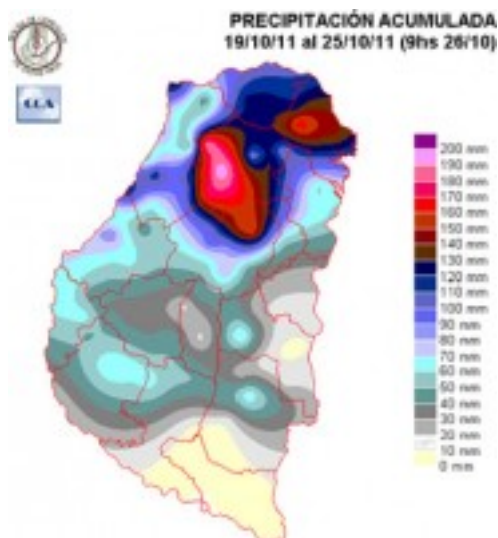 PRECIPITACIÓN ACUMULADA
19/10/11 al 25/10/11 (9hs 26/10)
200 mm
190 mm
180 mm
170 mm
160 mm
150 mm
140 mm
130 mm
120 mm
110 mm
100 mm
90 mm
80 mm
70 mm
60 mm
50 mm
40 mm
30 mm
20 mm
10 mm
0 mm